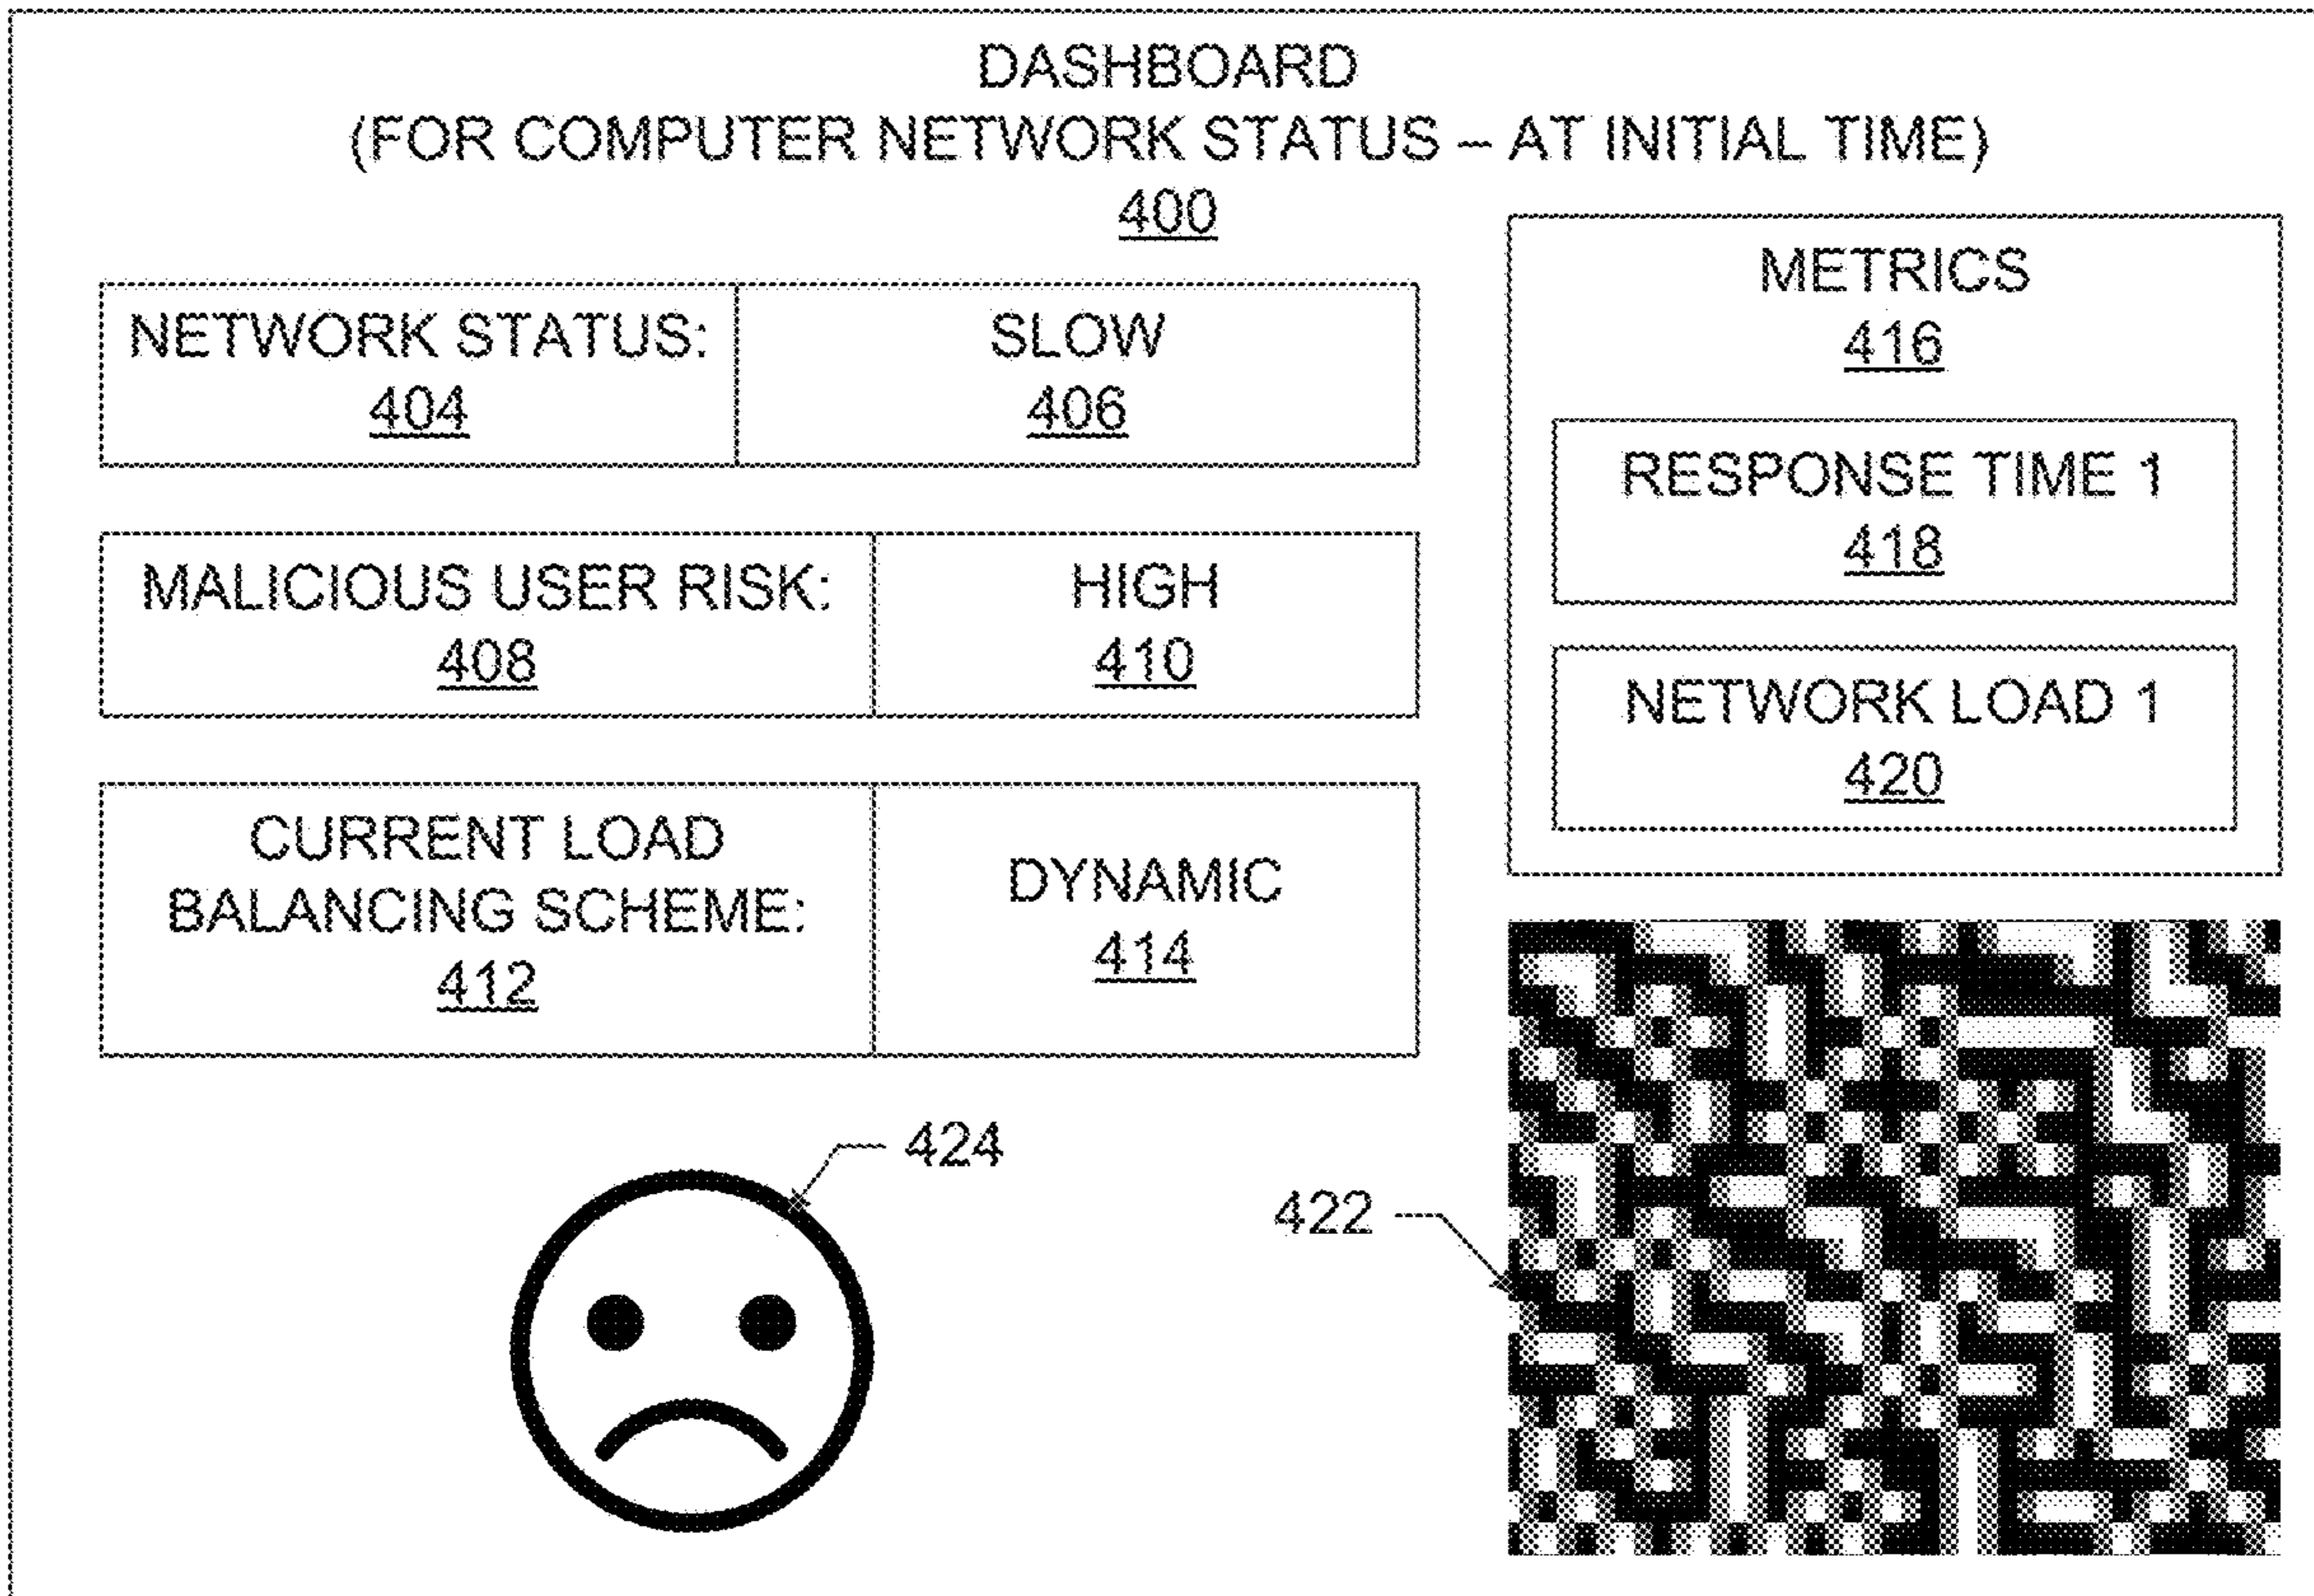 DASHBOARD
(FOR COMPUTER NETWORK STATUS – AT INITIAL TIME)
400
NETWORK STATUS:
404
SLOW
406
MALICIOUS USER RISK:
408
HIGH
410
CURRENT LOAD
BALANCING SCHEME:
412
DYNAMIC
414
METRICS
416
RESPONSE TIME 1
418
NETWORK LOAD 1
420
424
422